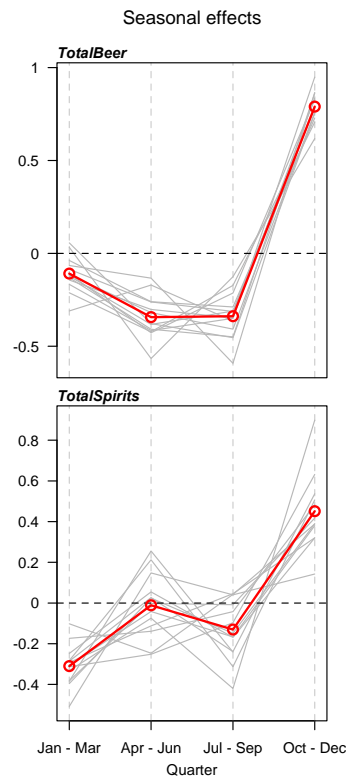 Seasonal effects
TotalBeer
1
0.5
0
-0.5
TotalSpirits
0.8
0.6
0.4
0.2
0
-0.2
-0.4
Jan - Mar Apr - Jun Jul - Sep Oct - Dec
Quarter